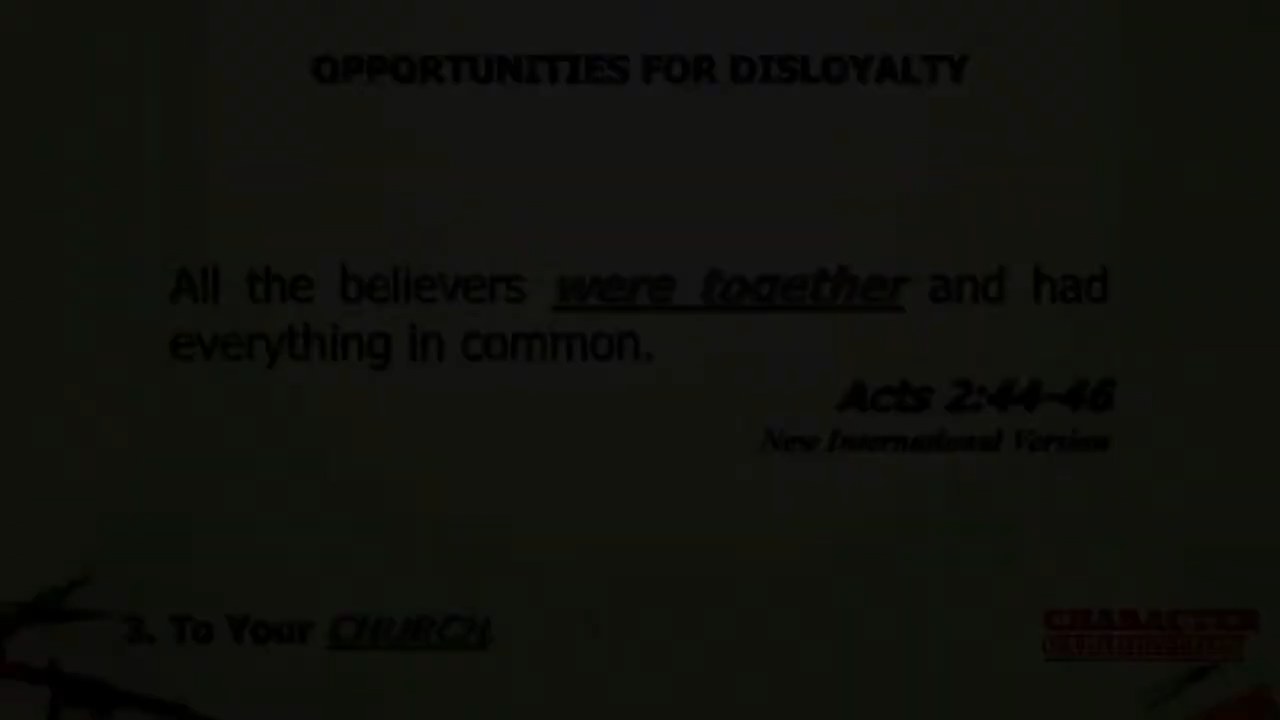 OPPORTUNITIES FOR DISLOYALTY
All the believers were together and had
everything in common.
Acts 2:44-46
New International Version
3. To Your CHURCH
CHARACTER